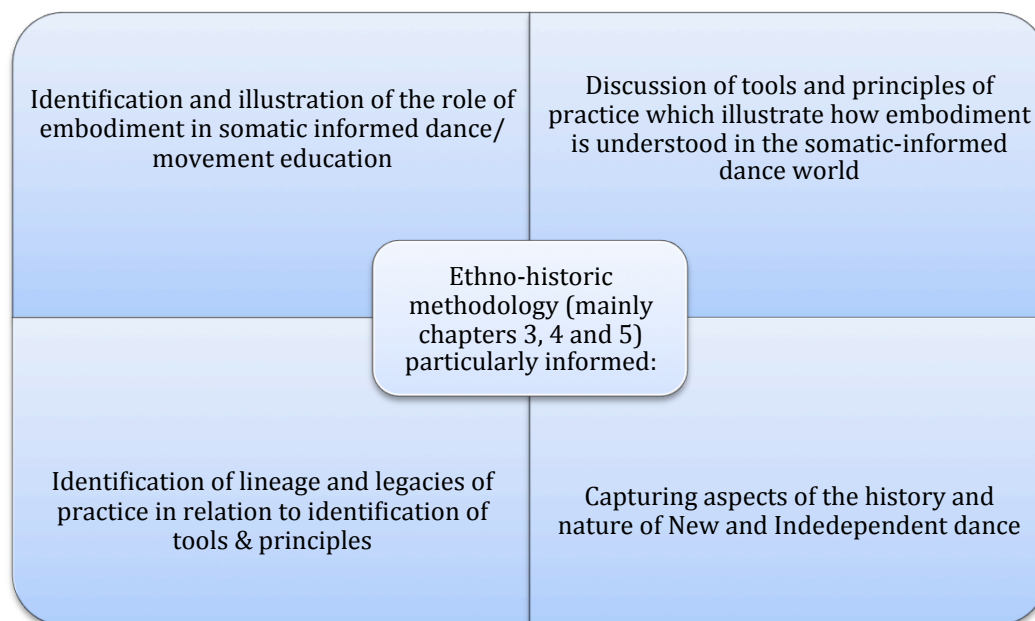 Identification and illustration of the role of
embodiment in somatic informed dance/
movement education
Discussion of tools and principles of
practice which illustrate how embodiment
is understood in the somatic-informed
dance world
Ethno-historic
methodology (mainly
chapters 3, 4 and 5)
particularly informed:
Identification of lineage and legacies of
practice in relation to identification of
tools & principles
Capturing aspects of the history and
nature of New and Indedependent dance